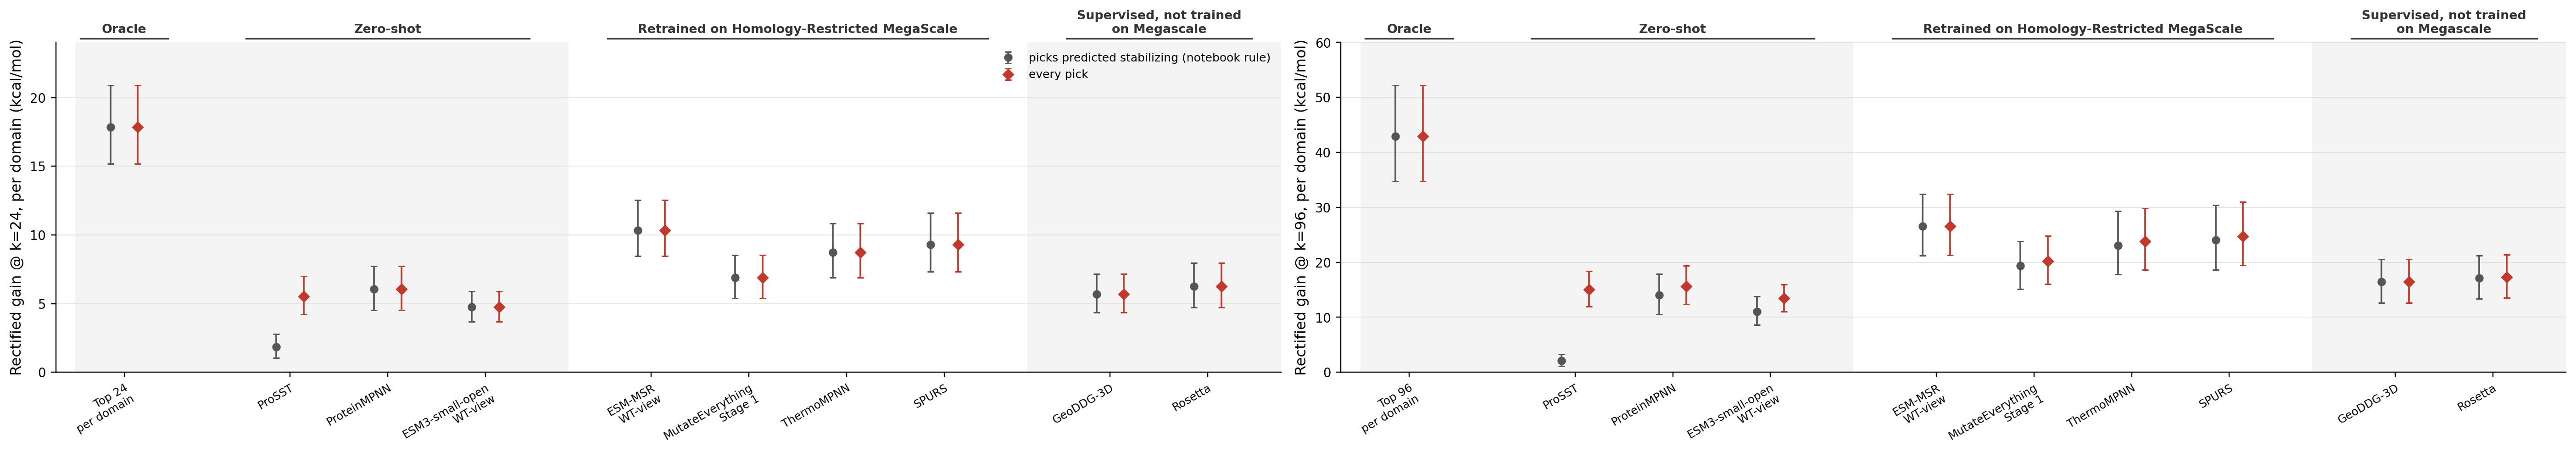 Oracle
Zero-shot
Retrained on Homology-Restricted MegaScale
Supervised, not trained
on Megascale
picks predicted stabilizing (notebook rule)
every pick
Rectified gain @ k=24, per domain (kcal/mol)
20
15
10
5
0
Top 24
per domain
ProSST
ProteinMPNN
ESM3-small-open
WT-view
ESM-MSR
WT-view
MutateEverything
Stage 1
ThermoMPNN
SPURS
GeoDDG-3D
Rosetta
Oracle
Zero-shot
Retrained on Homology-Restricted MegaScale
Supervised, not trained
on Megascale
Rectified gain @ k=96, per domain (kcal/mol)
60
50
40
30
20
10
0
Top 96
per domain
ProSST
ProteinMPNN
ESM3-small-open
WT-view
ESM-MSR
WT-view
MutateEverything
Stage 1
ThermoMPNN
SPURS
GeoDDG-3D
Rosetta